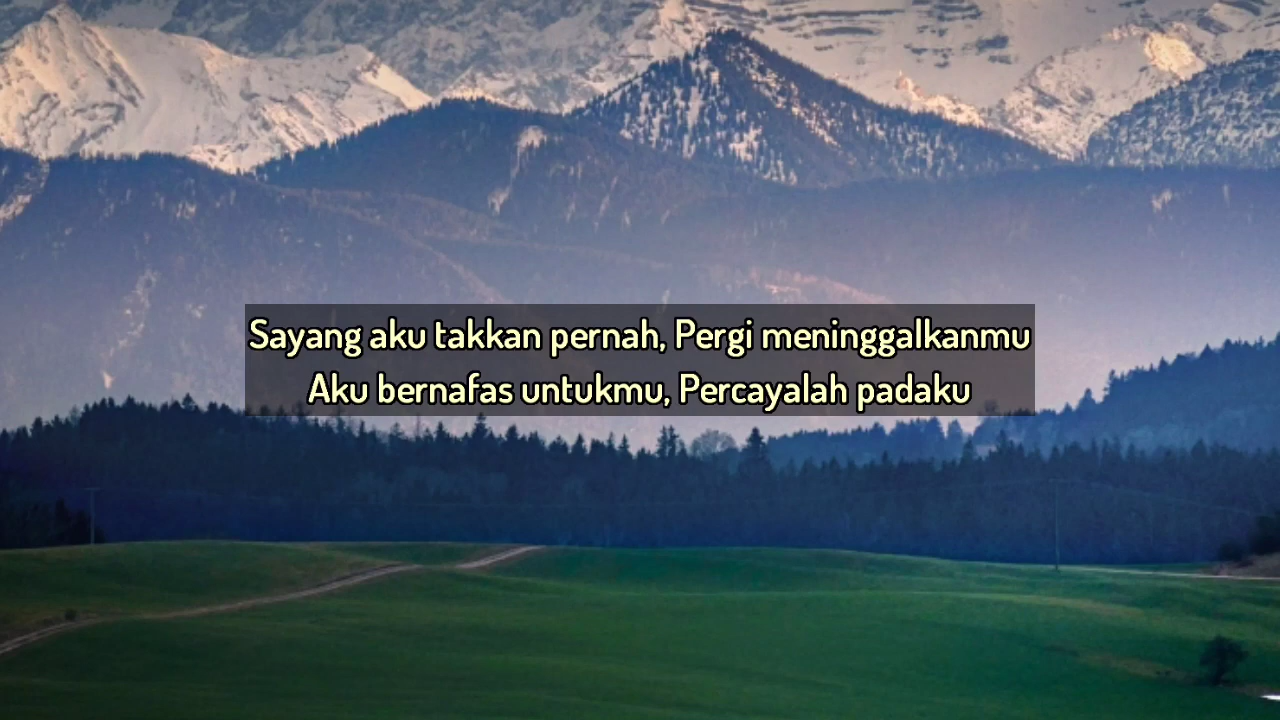 Sayang aku takkan pernah, Pergi meninggalkanmu
Aku bernafas untukmu, Percayalah padaku